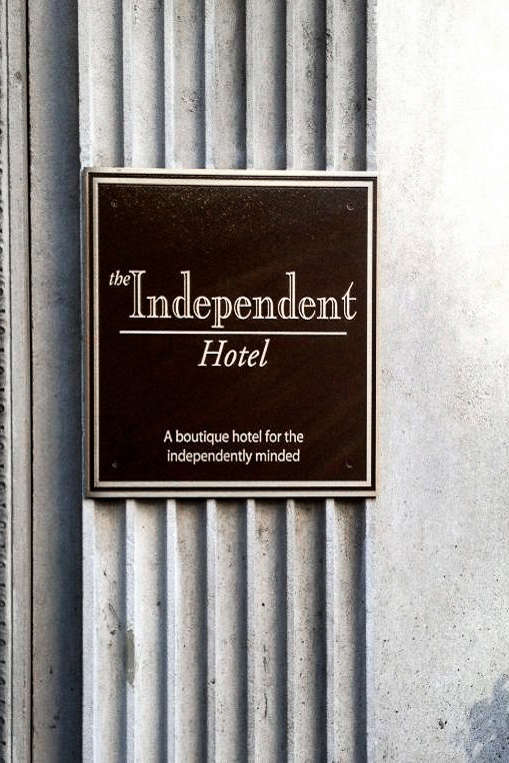 the Independent
Hotel
A boutique hotel for the
independently minded